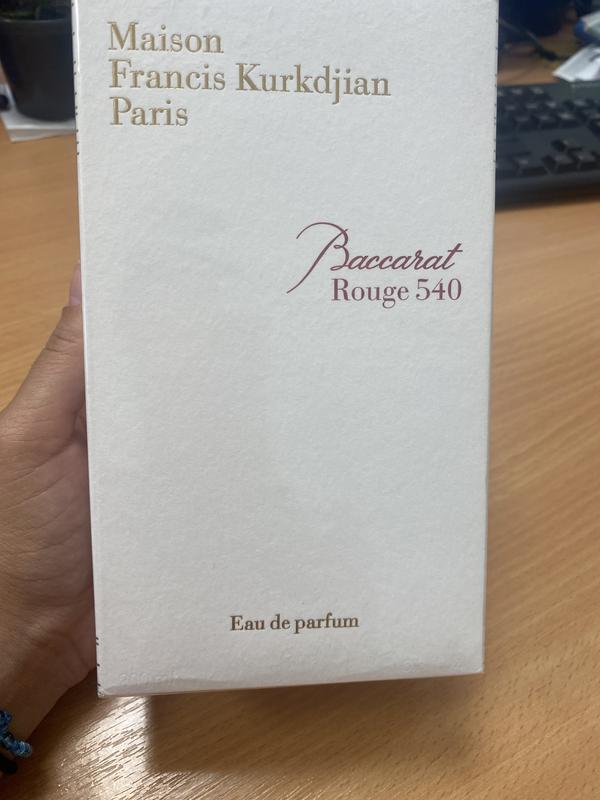 Maison
Francis Kurkdjian
Paris
Baccarat
Rouge 540
Eau de parfum